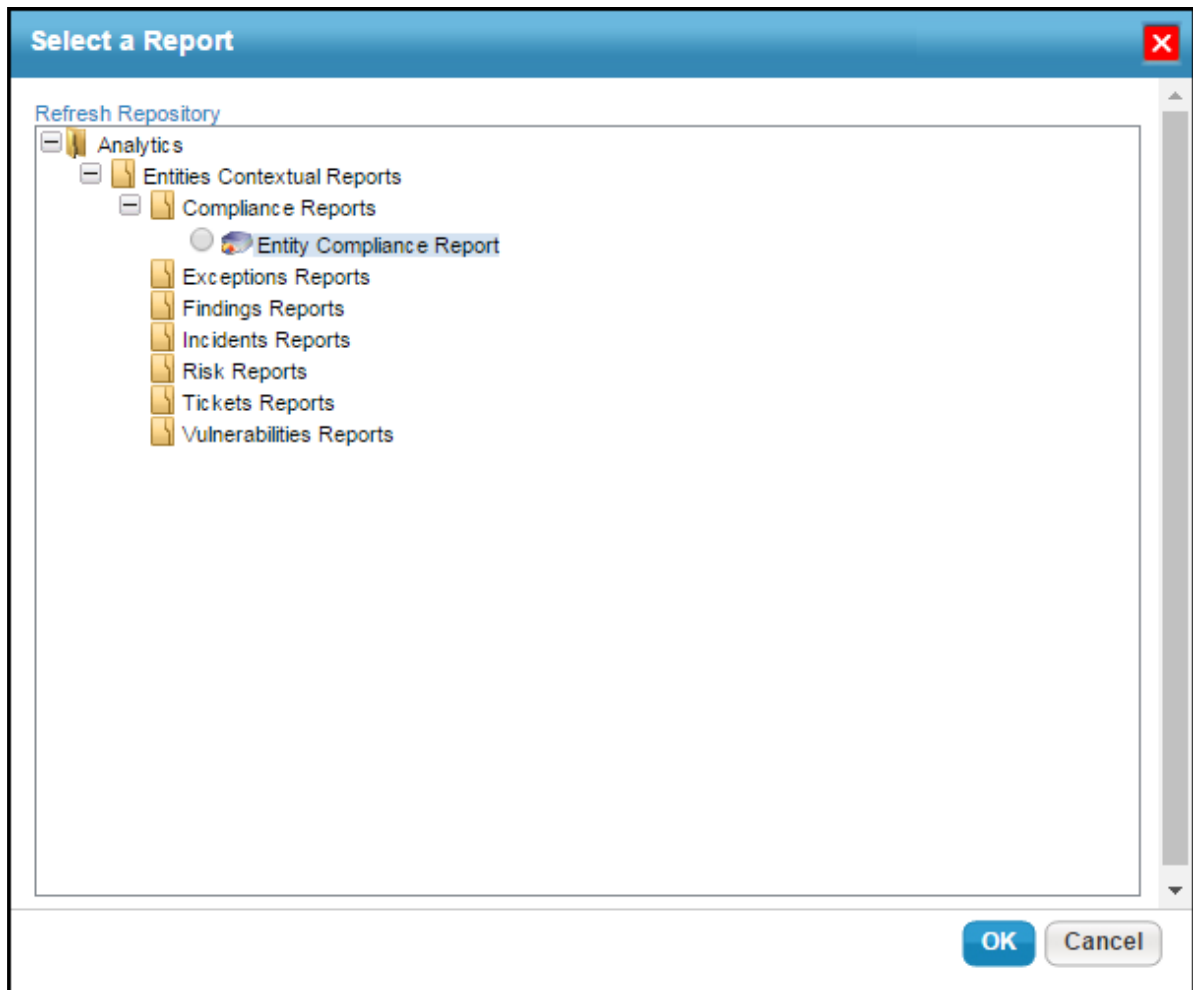 Select a Report
Refresh Repository
Analytics
Entities Contextual Reports
Compliance Reports
Entity Compliance Report
Exceptions Reports
Findings Reports
Incidents Reports
Risk Reports
Tickets Reports
Vulnerabilities Reports
OK Cancel